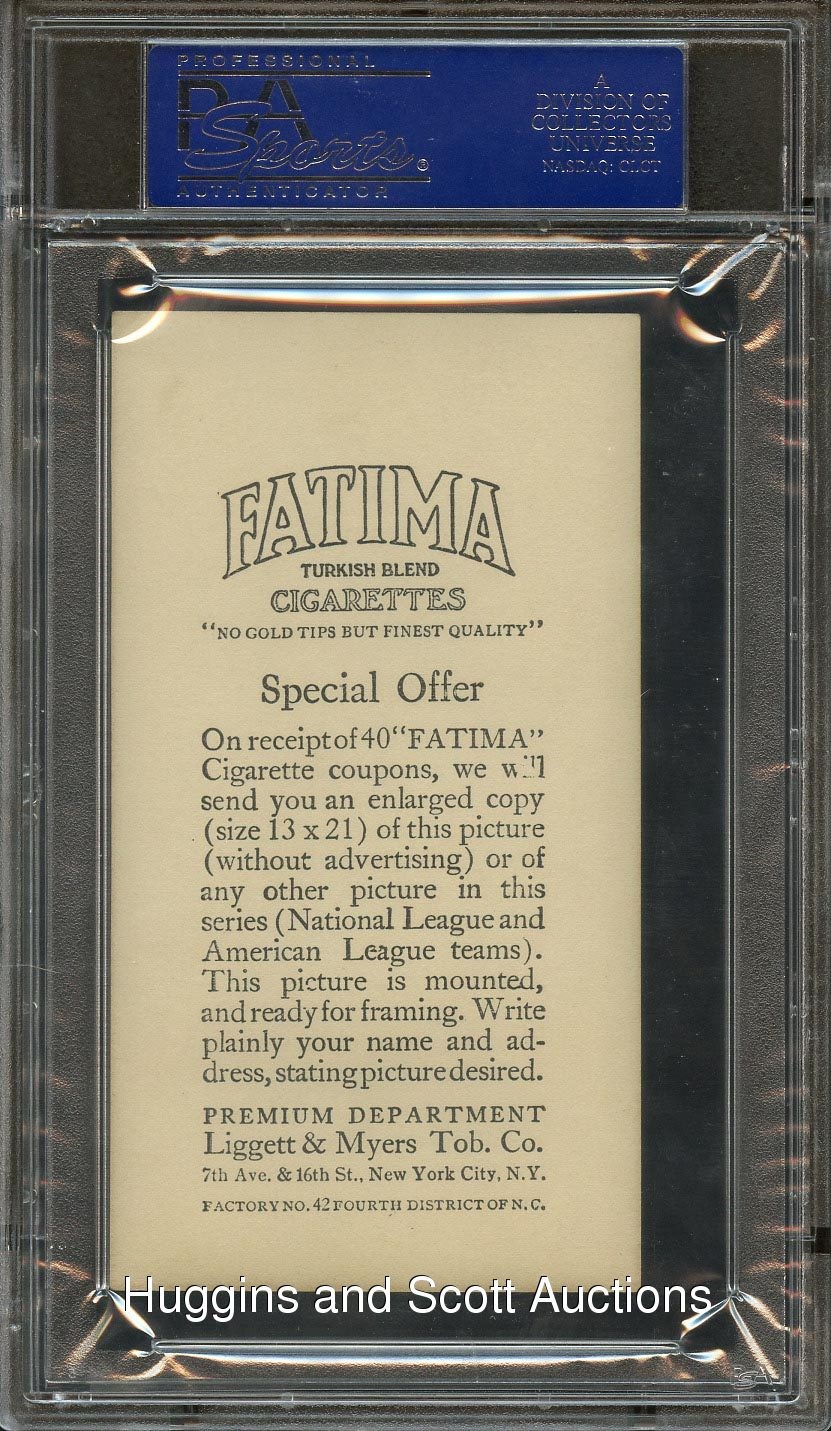 PROFESSIONAL
PSA
Sports®
AUTHENTICATOR
A
DIVISION OF
COLLECTORS
UNIVERSE
NASDAQ: CLCT
FATIMA
TURKISH BLEND
CIGARETTES
"NO GOLD TIPS BUT FINEST QUALITY"
Special Offer
On receipt of 40 "FATIMA"
Cigarette coupons, we will
send you an enlarged copy
(size 13 x 21) of this picture
(without advertising) or of
any other picture in this
series (National League and
American League teams).
This picture is mounted,
and ready for framing. Write
plainly your name and ad-
dress, stating picture desired.
PREMIUM DEPARTMENT
Liggett & Myers Tob. Co.
7th Ave. & 16th St., New York City, N.Y.
FACTORY NO. 42 FOURTH DISTRICT OF N. C.
Huggins and Scott Auctions
PSA